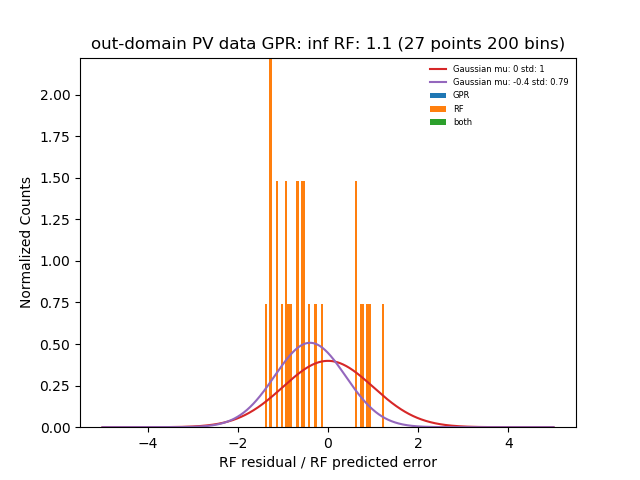 out-domain PV data GPR: inf RF: 1.1 (27 points 200 bins)
Gaussian mu: 0 std: 1
Gaussian mu: -0.4 std: 0.79
GPR
RF
both
Normalized Counts
2.00
1.75
1.50
1.25
1.00
0.75
0.50
0.25
0.00
−4
−2
0
2
4
RF residual / RF predicted error